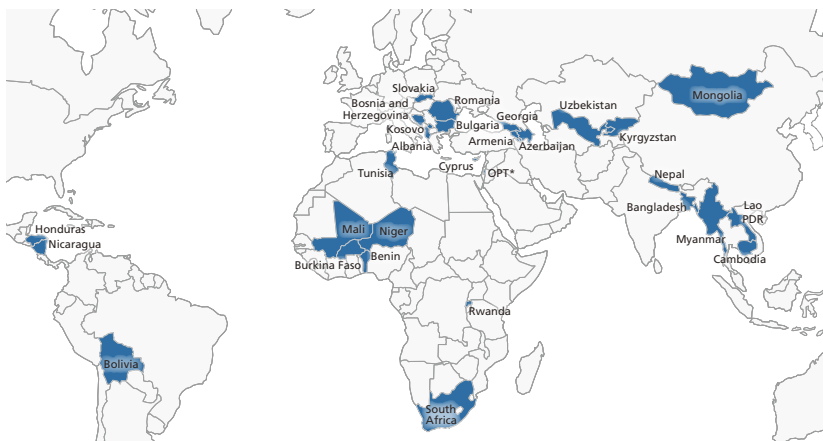 Slovakia
Bosnia and
Herzegovina
Romania
Kosovo
Bulgaria
Albania
Georgia
Armenia
Azerbaijan
Uzbekistan
Kyrgyzstan
Mongolia
Tunisia
Cyprus
OPT*
Nepal
Bangladesh
Lao
PDR
Myanmar
Cambodia
Honduras
Nicaragua
Mali
Niger
Benin
Burkina Faso
Rwanda
Bolivia
South
Africa